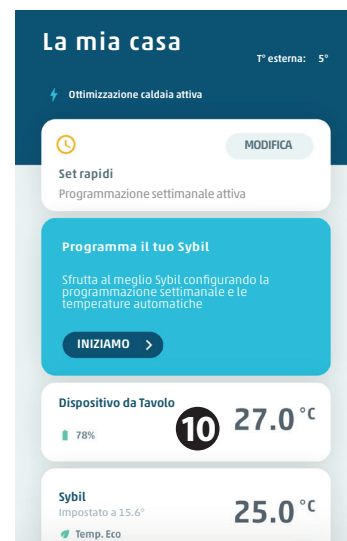 La mia casa
T° esterna: 5°
Ottimizzazione caldaia attiva
MODIFICA
Set rapidi
Programmazione settimanale attiva
Programma il tuo Sybil
Sfrutta al meglio Sybil configurando la
programmazione settimanale e le
temperature automatiche
INIZIAMO >
Dispositivo da Tavolo
10
27.0°C
78%
Sybil
Impostato a 15.6°
25.0°C
Temp. Eco